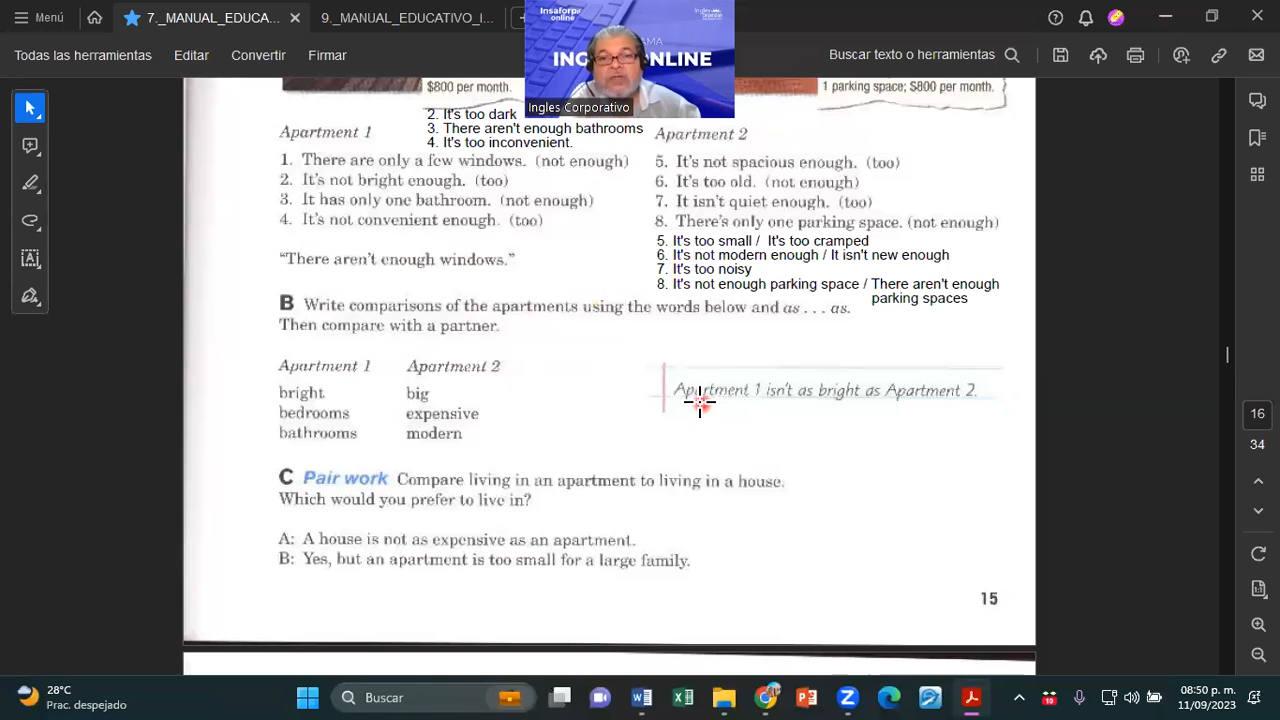 7._MANUAL_EDUCA...
9._MANUAL_EDUCATIVO_I...
Menú
Todas las herramientas
Editar
Convertir
Firmar
Buscar texto o herramientas
Insaforp
online
INGLES ONLINE
Ingles Corporativo
$800 per month.
1 parking space; $800 per month.
2. It's too dark
3. There aren't enough bathrooms
4. It's too inconvenient.
Apartment 1
1. There are only a few windows. (not enough)
2. It's not bright enough. (too)
3. It has only one bathroom. (not enough)
4. It's not convenient enough. (too)
"There aren't enough windows."
Apartment 2
5. It's not spacious enough. (too)
6. It's too old. (not enough)
7. It isn't quiet enough. (too)
8. There's only one parking space. (not enough)
5. It's too small / It's too cramped
6. It's not modern enough / It isn't new enough
7. It's too noisy
8. It's not enough parking space / There aren't enough
parking spaces
B Write comparisons of the apartments using the words below and as . . . as.
Then compare with a partner.
Apartment 1 Apartment 2
bright big
bedrooms expensive
bathrooms modern
Apartment 1 isn't as bright as Apartment 2.
C Pair work Compare living in an apartment to living in a house.
Which would you prefer to live in?
A: A house is not as expensive as an apartment.
B: Yes, but an apartment is too small for a large family.
15
16
34
28°C
Prc. despejado
Buscar
08:50 p. m.
11/09/2023